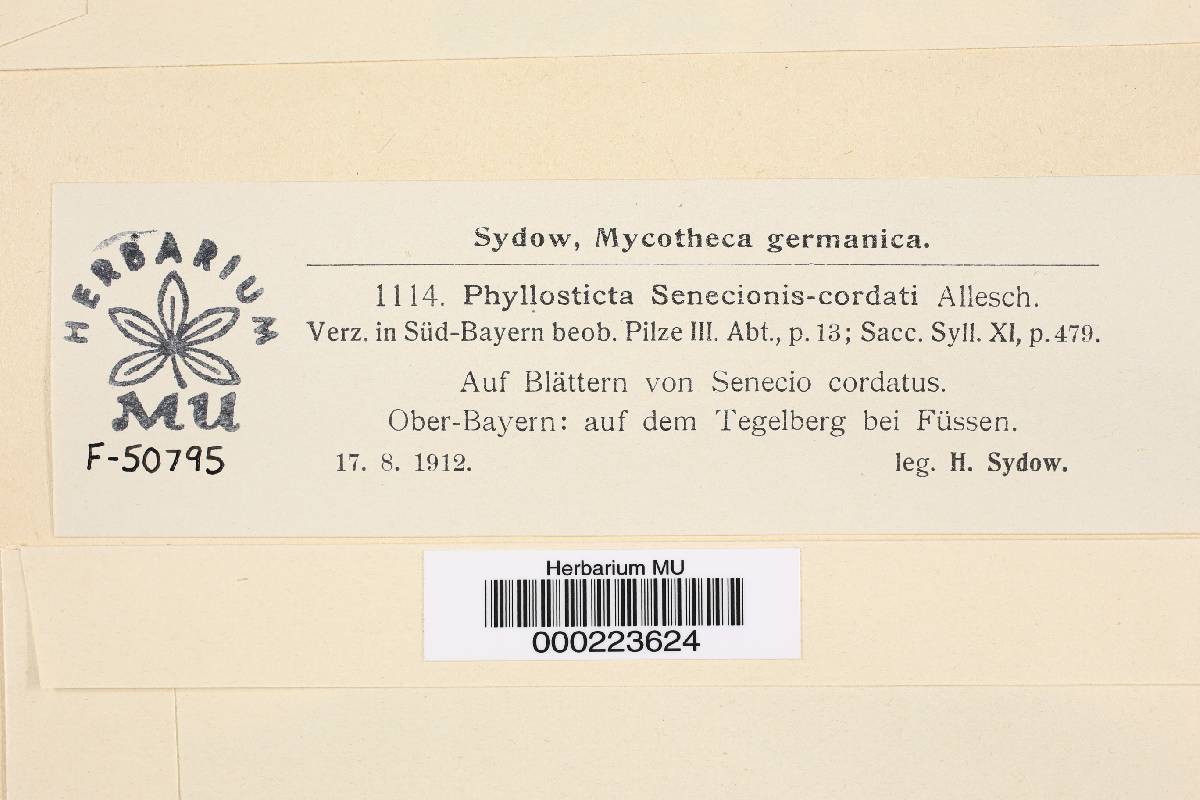 Sydow, Mycotheca germanica.
HERBARIUM
MU
F-50795
1114. Phyllosticta Senecionis-cordati Allesch.
Verz. in Süd-Bayern beob. Pilze III. Abt., p. 13; Sacc. Syll. XI, p. 479.
Auf Blättern von Senecio cordatus.
Ober-Bayern: auf dem Tegelberg bei Füssen.
17. 8. 1912. leg. H. Sydow.
Herbarium MU
000223624